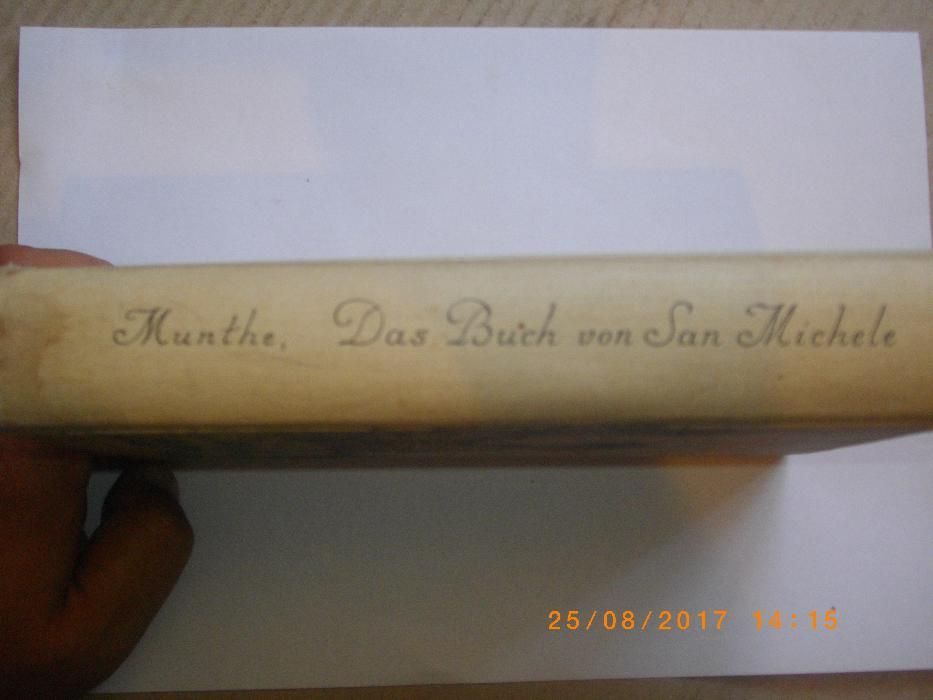 Munthe, Das Buch von San Michele
25/08/2017 14:15